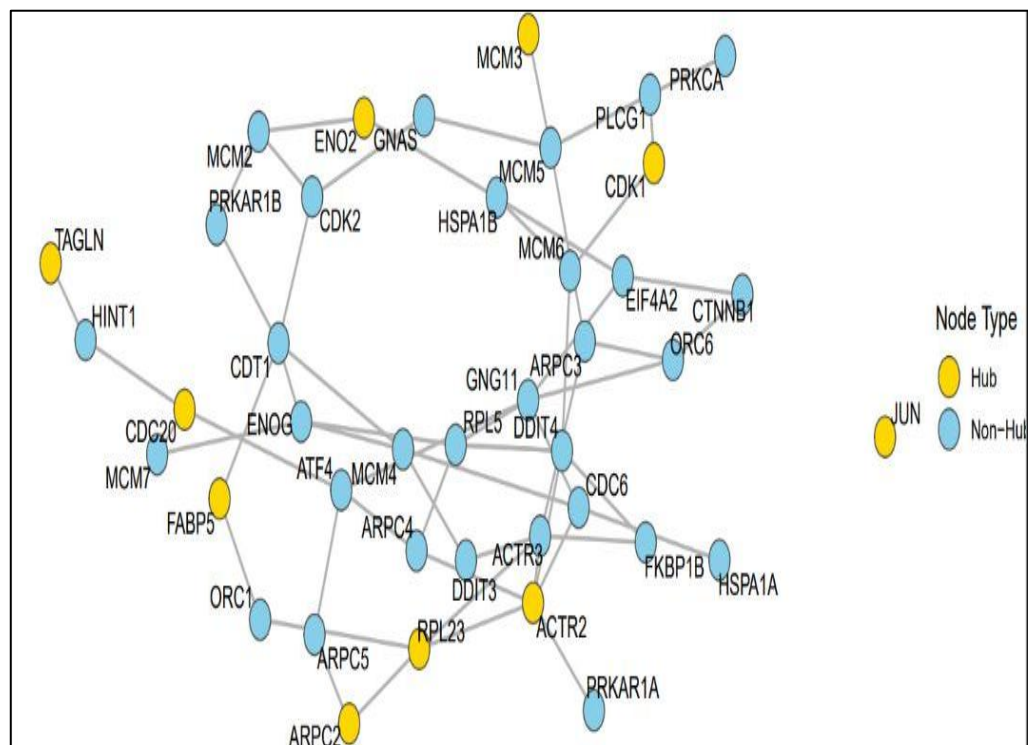 MCM3
PRKCA
PLCG1
ENO2
GNAS
MCM2
MCM5
CDK1
PRKAR1B
CDK2
HSPA1B
TAGLN
MCM6
EIF4A2
CTNNB1
HINT1
Node Type
ORC6
ARPC3
CDT1
GNG11
Hub
JUN
Non-Hub
CDC20
ENOG
RPL5
DDIT4
MCM7
ATF4
MCM4
CDC6
FABP5
ARPC4
ACTR3
FKBP1B
HSPA1A
DDIT3
ORC1
RPL23
ACTR2
ARPC5
PRKAR1A
ARPC2